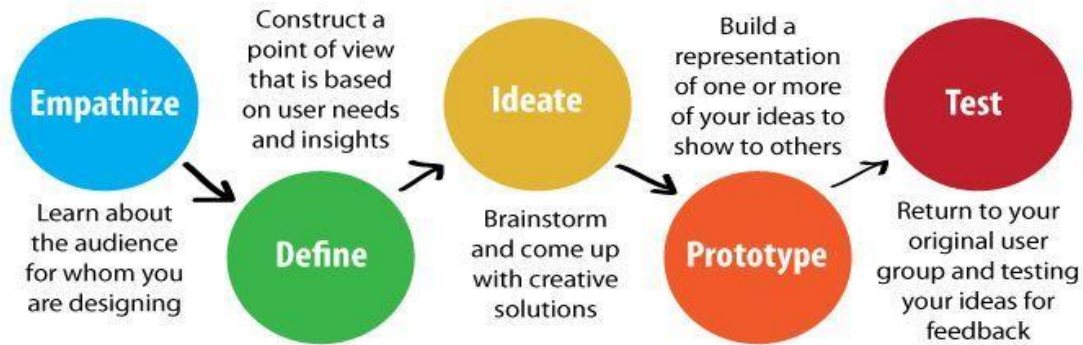 Empathize
Learn about
the audience
for whom you
are designing
Construct a
point of view
that is based
on user needs
and insights
Define
Ideate
Brainstorm
and come up
with creative
solutions
Build a
representation
of one or more
of your ideas to
show to others
Prototype
Test
Return to your
original user
group and testing
your ideas for
feedback